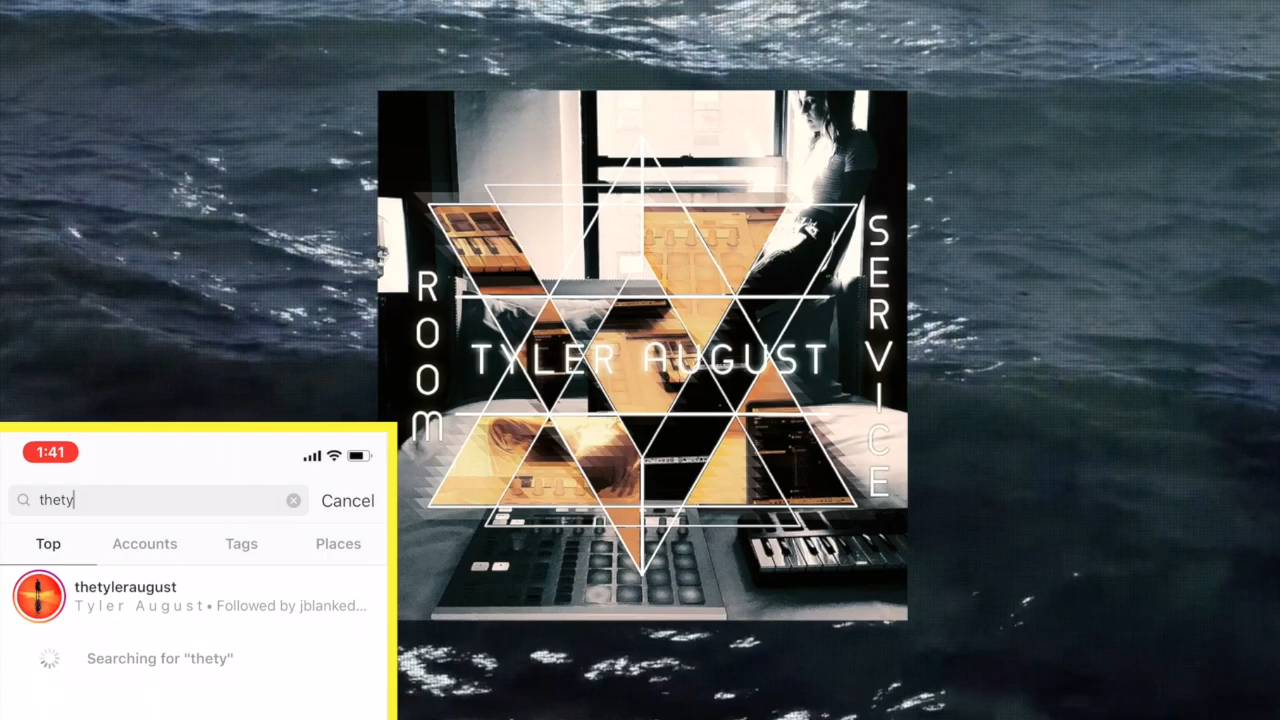 ROOM
TYLER AUGUST
SERVICE
1:41
thety
Cancel
Top
Accounts
Tags
Places
thetyleraugust
T y l e r   A u g u s t • Followed by jblanked...
Searching for "thety"